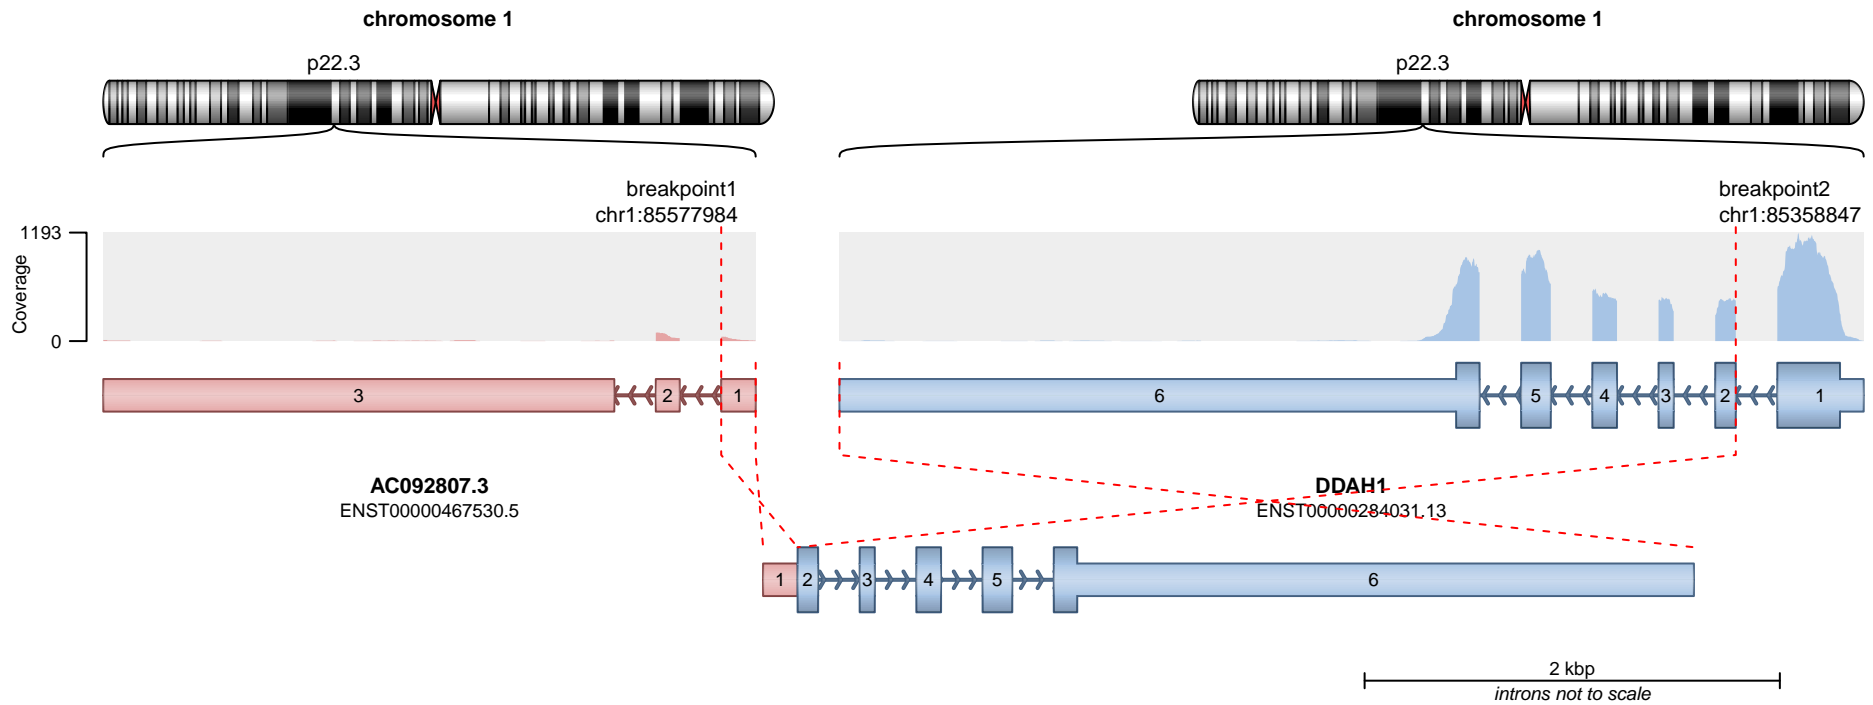 chromosome 1
chromosome 1
p22.3
p22.3
breakpoint1
chr1:85577984
breakpoint2
chr1:85358847
1193
Coverage
0
3 2 1
6 5 4 3 2 1
AC092807.3
ENST00000467530.5
DDAH1
ENST00000284031.13
1 2 3 4 5 6
2 kbp
introns not to scale